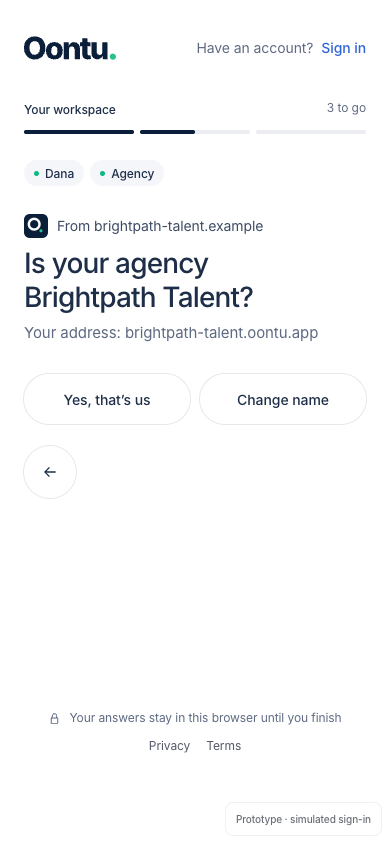 Oontu.
Have an account? Sign in
Your workspace
3 to go
Dana
Agency
From brightpath-talent.example
Is your agency
Brightpath Talent?
Your address: brightpath-talent.oontu.app
Yes, that’s us
Change name
Your answers stay in this browser until you finish
Privacy
Terms
Prototype · simulated sign-in